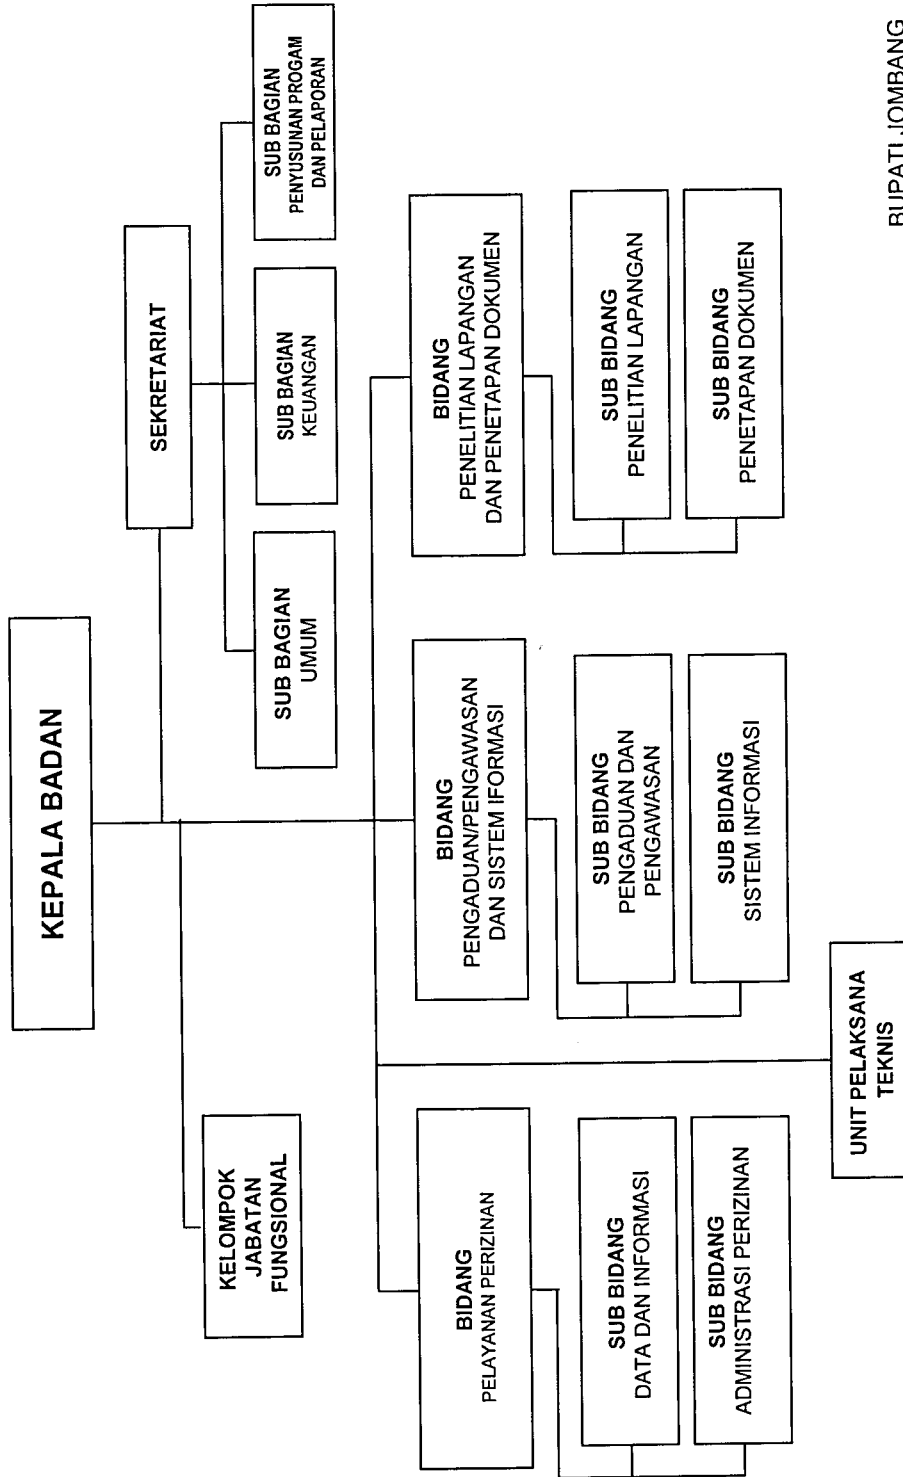 KEPALA BADAN
SEKRETARIAT
KELOMPOK
JABATAN
FUNGSIONAL
SUB BAGIAN
UMUM
SUB BAGIAN
KEUANGAN
SUB BAGIAN
PENYUSUNAN PROGAM
DAN PELAPORAN
BIDANG
PELAYANAN PERIZINAN
BIDANG
PENGADUAN/PENGAWASAN
DAN SISTEM IFORMASI
BIDANG
PENELITIAN LAPANGAN
DAN PENETAPAN DOKUMEN
SUB BIDANG
DATA DAN INFORMASI
SUB BIDANG
PENGADUAN DAN
PENGAWASAN
SUB BIDANG
PENELITIAN LAPANGAN
SUB BIDANG
ADMINISTRASI PERIZINAN
SUB BIDANG
SISTEM INFORMASI
SUB BIDANG
PENETAPAN DOKUMEN
UNIT PELAKSANA
TEKNIS
BUPATI JOMBANG